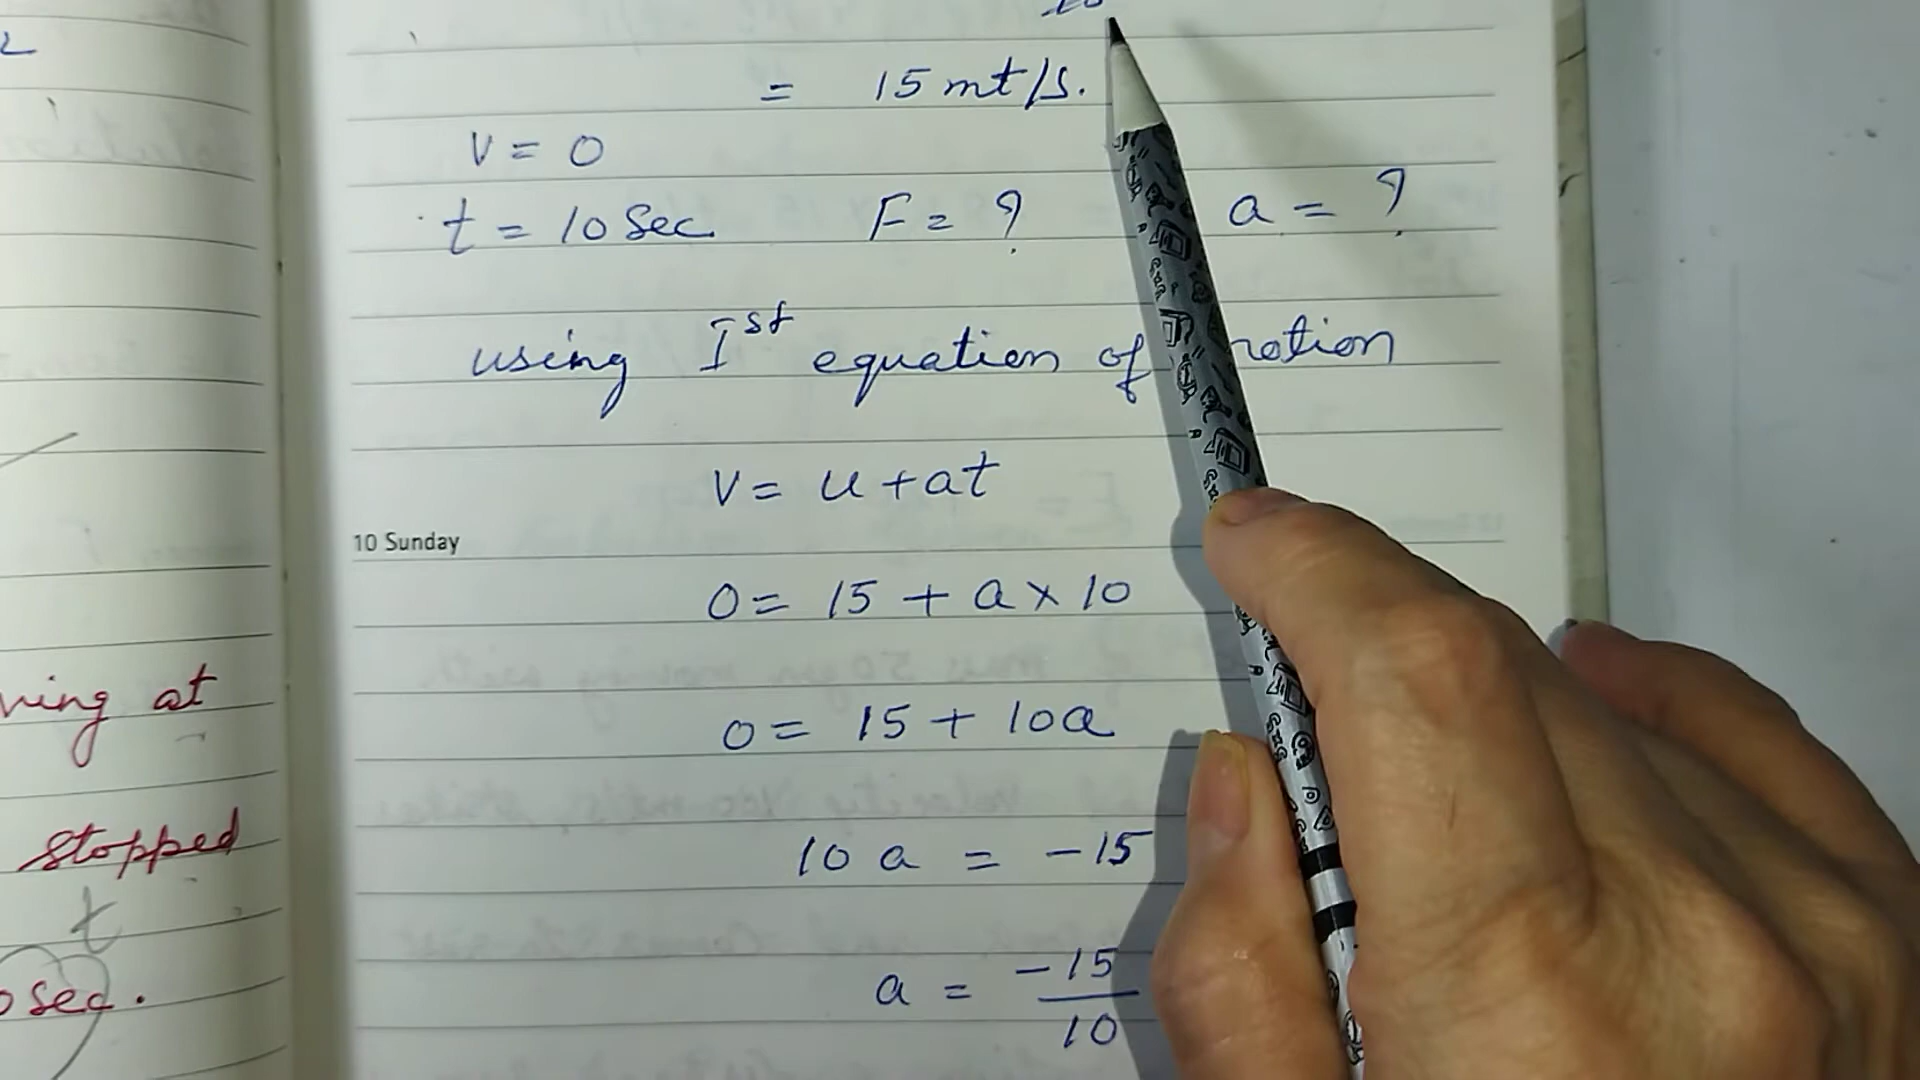 = 15 mt/s.
V = 0
t = 10 Sec F = ? a = ?
using Ist equation of motion
V = u + at
10 Sunday
0 = 15 + a × 10
0 = 15 + 10a
10 a = -15
a = -15
10
at
stopped
t
sec.